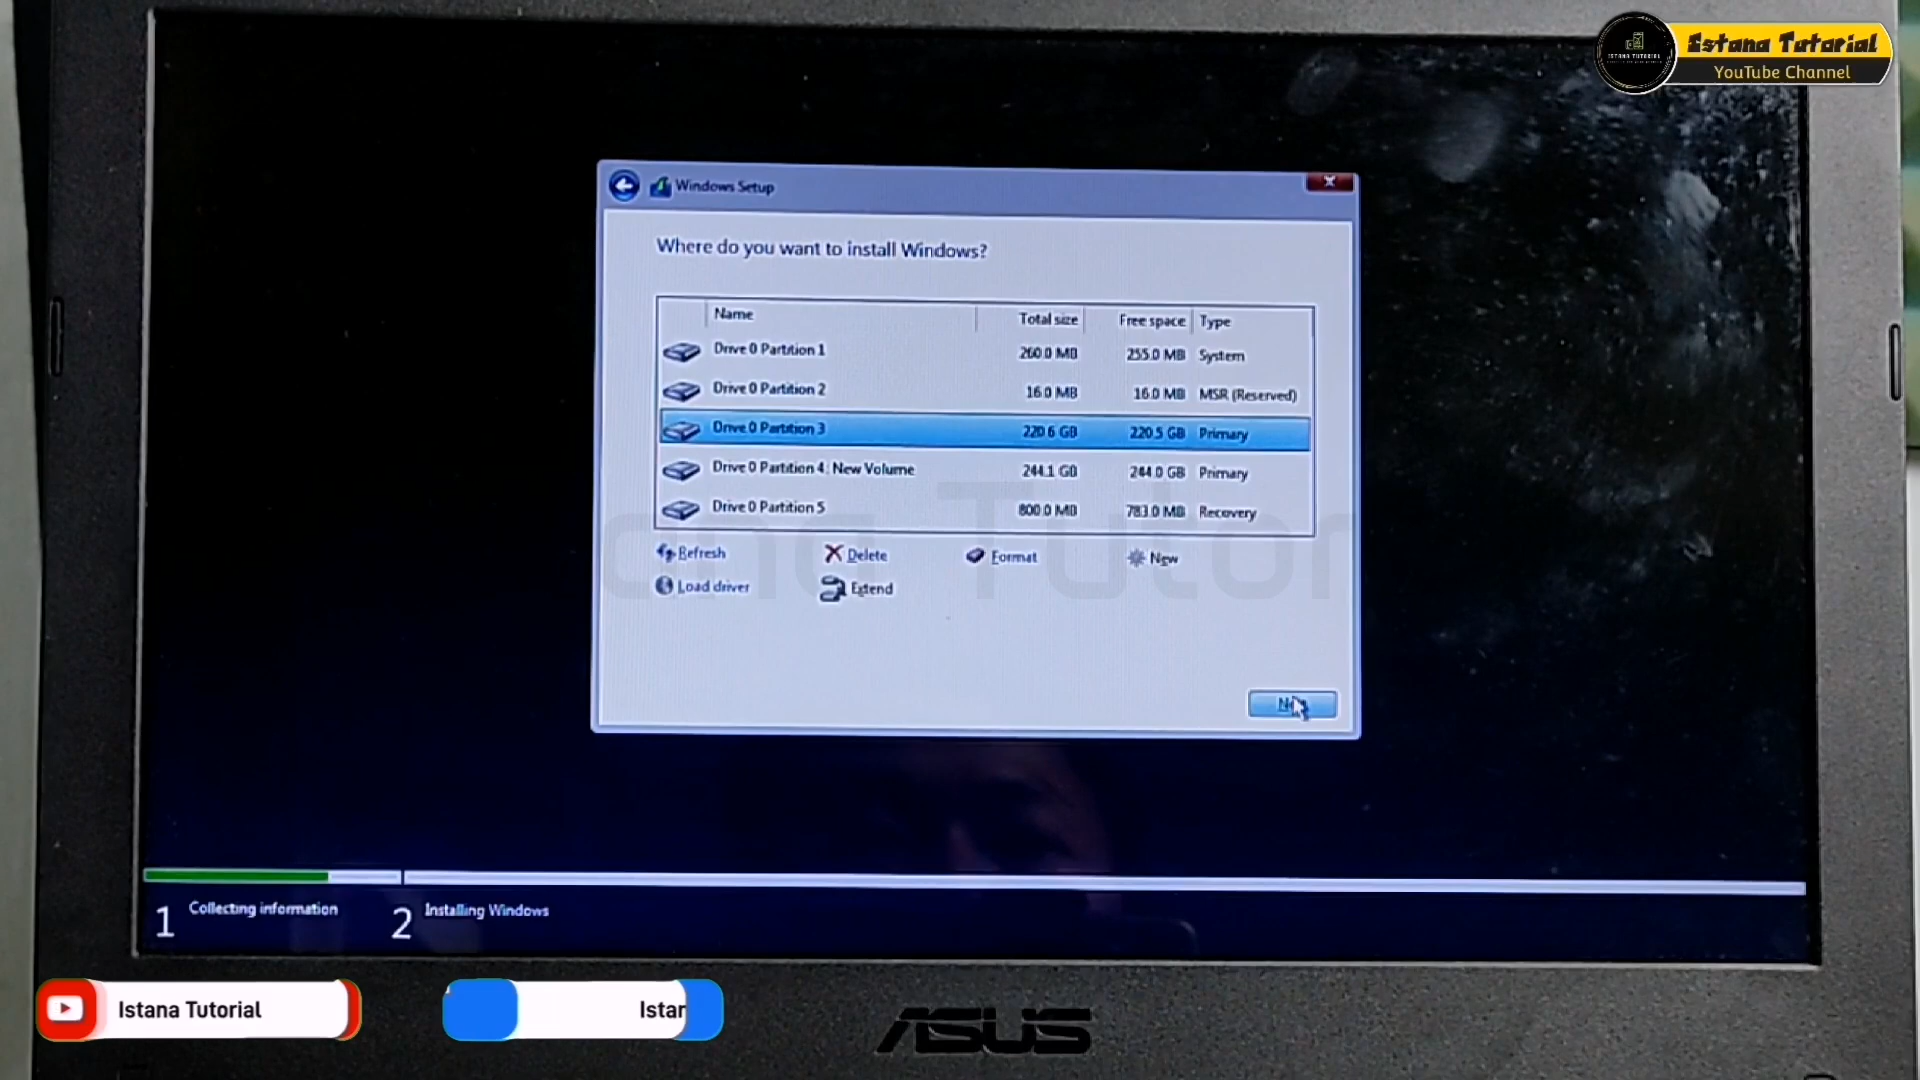 Istana Tutorial
YouTube Channel
Windows Setup
Where do you want to install Windows?
Name Total size Free space Type
Drive 0 Partition 1 260.0 MB 255.0 MB System
Drive 0 Partition 2 16.0 MB 16.0 MB MSR (Reserved)
Drive 0 Partition 3 220.6 GB 220.5 GB Primary
Drive 0 Partition 4: New Volume 244.1 GB 244.0 GB Primary
Drive 0 Partition 5 800.0 MB 783.0 MB Recovery
Refresh Delete Format New
Load driver Extend
1 Collecting information 2 Installing Windows
Istana Tutorial
Istar
ASUS